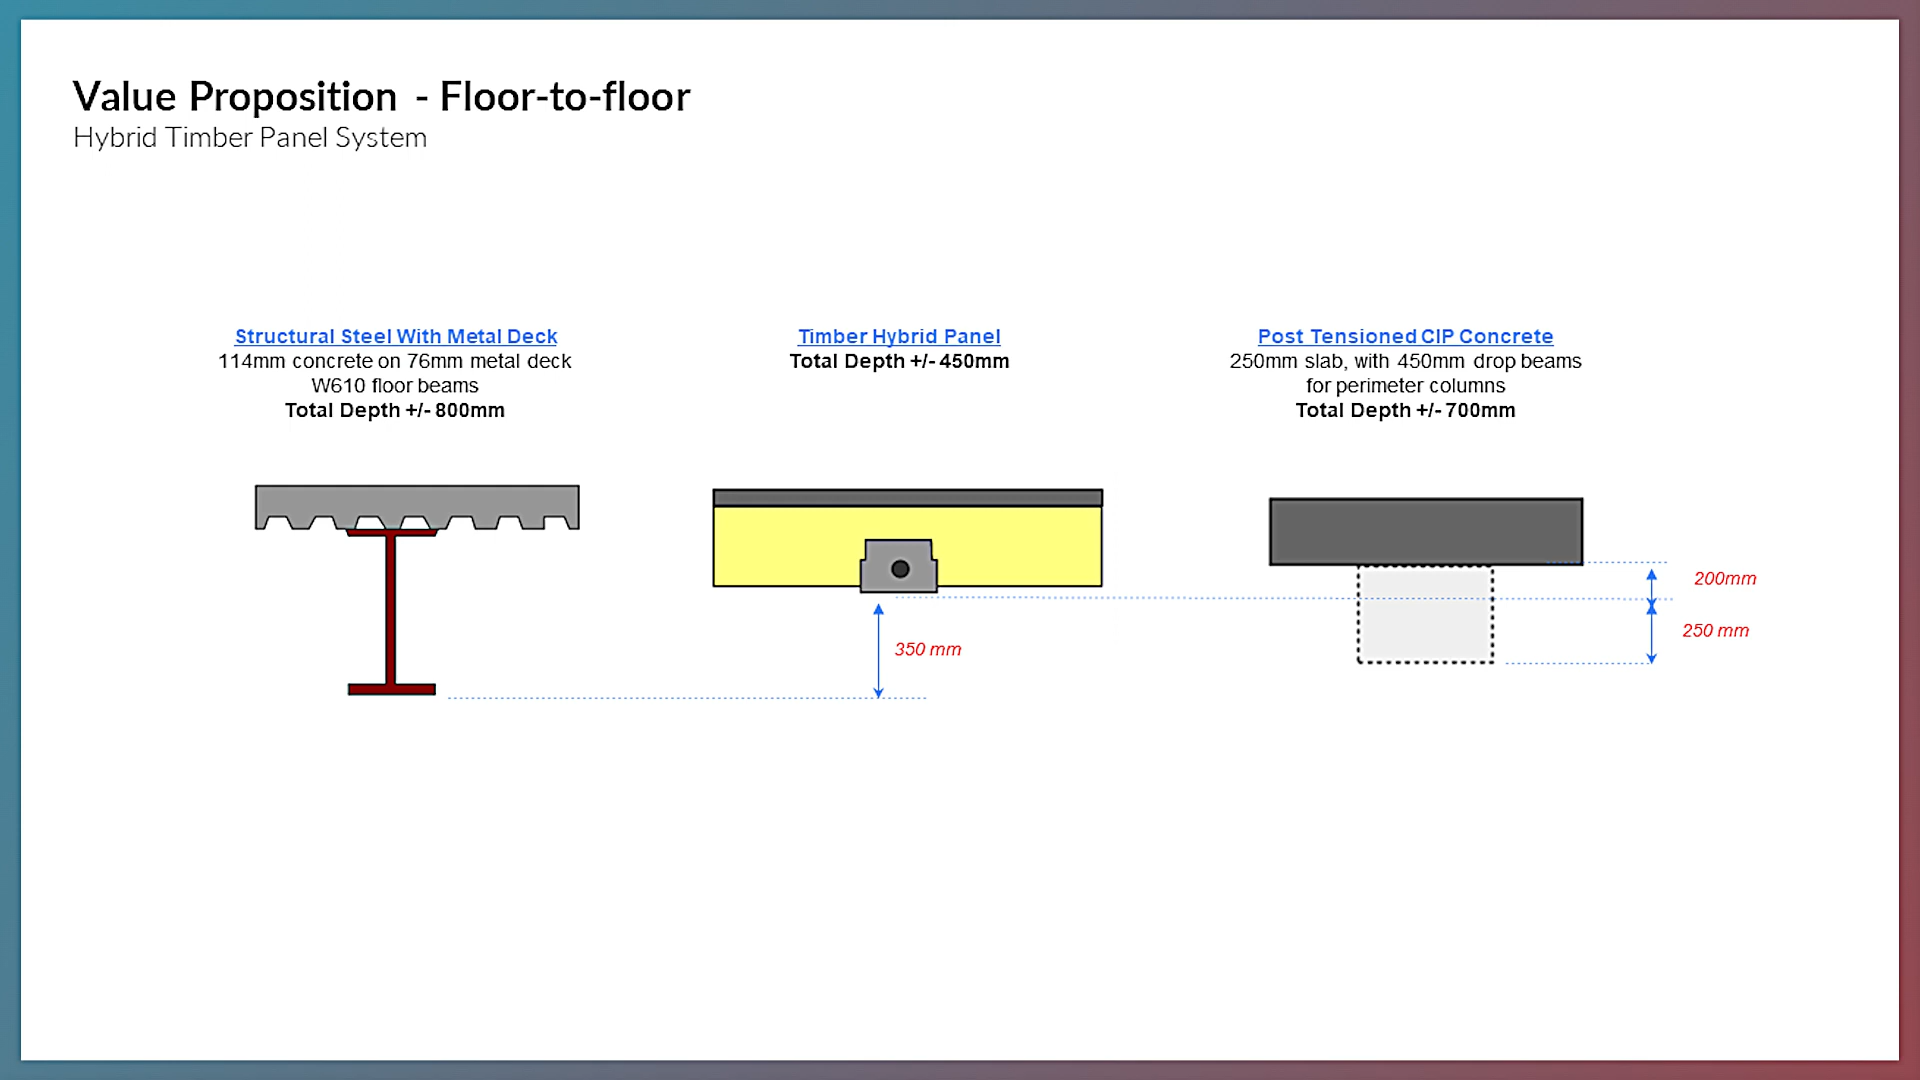 Value Proposition - Floor-to-floor
Hybrid Timber Panel System
Structural Steel With Metal Deck
114mm concrete on 76mm metal deck
W610 floor beams
Total Depth +/- 800mm
Timber Hybrid Panel
Total Depth +/- 450mm
Post Tensioned CIP Concrete
250mm slab, with 450mm drop beams
for perimeter columns
Total Depth +/- 700mm
350 mm
200mm
250 mm